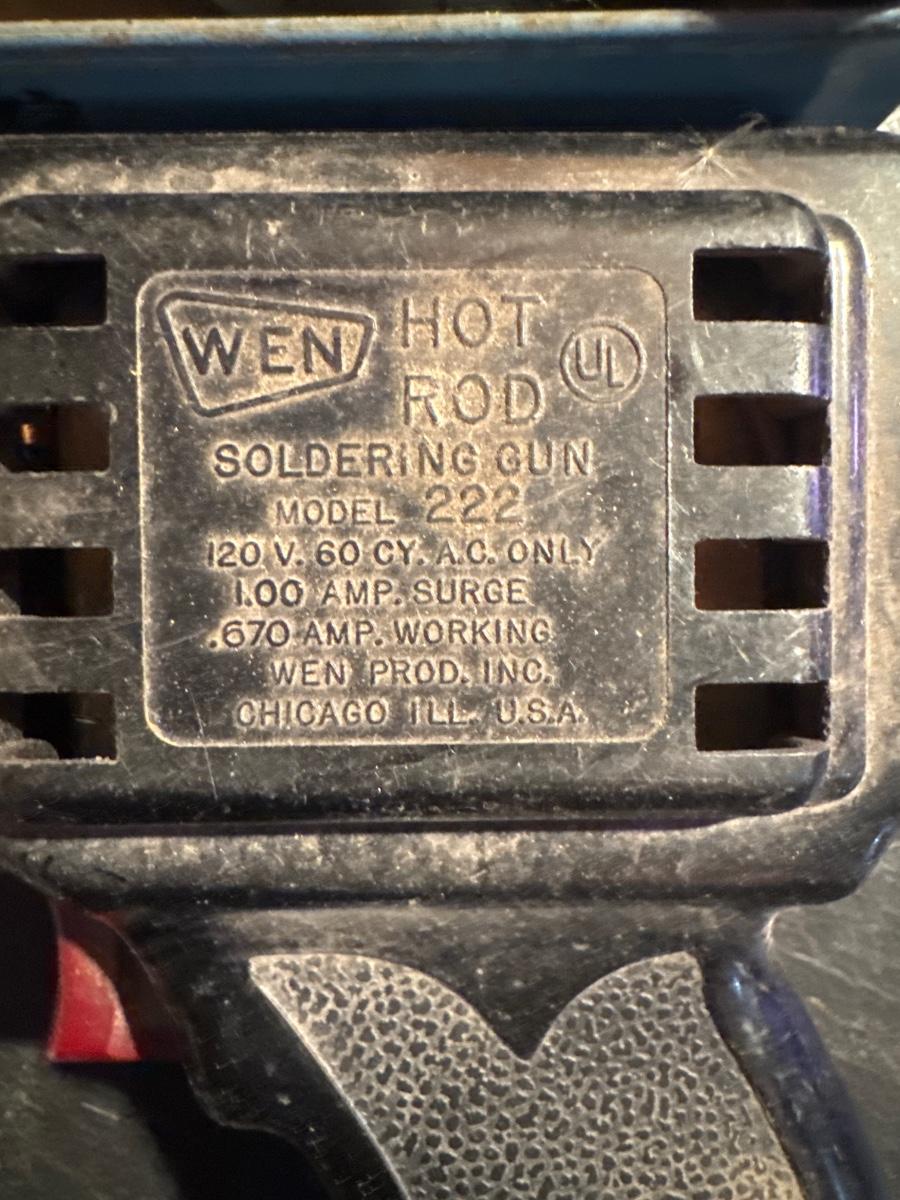 WEN HOT ROD UL
SOLDERING GUN
MODEL 222
120 V. 60 CY. A.C. ONLY
1.00 AMP. SURGE
.670 AMP. WORKING
WEN PROD. INC.
CHICAGO ILL. U.S.A.